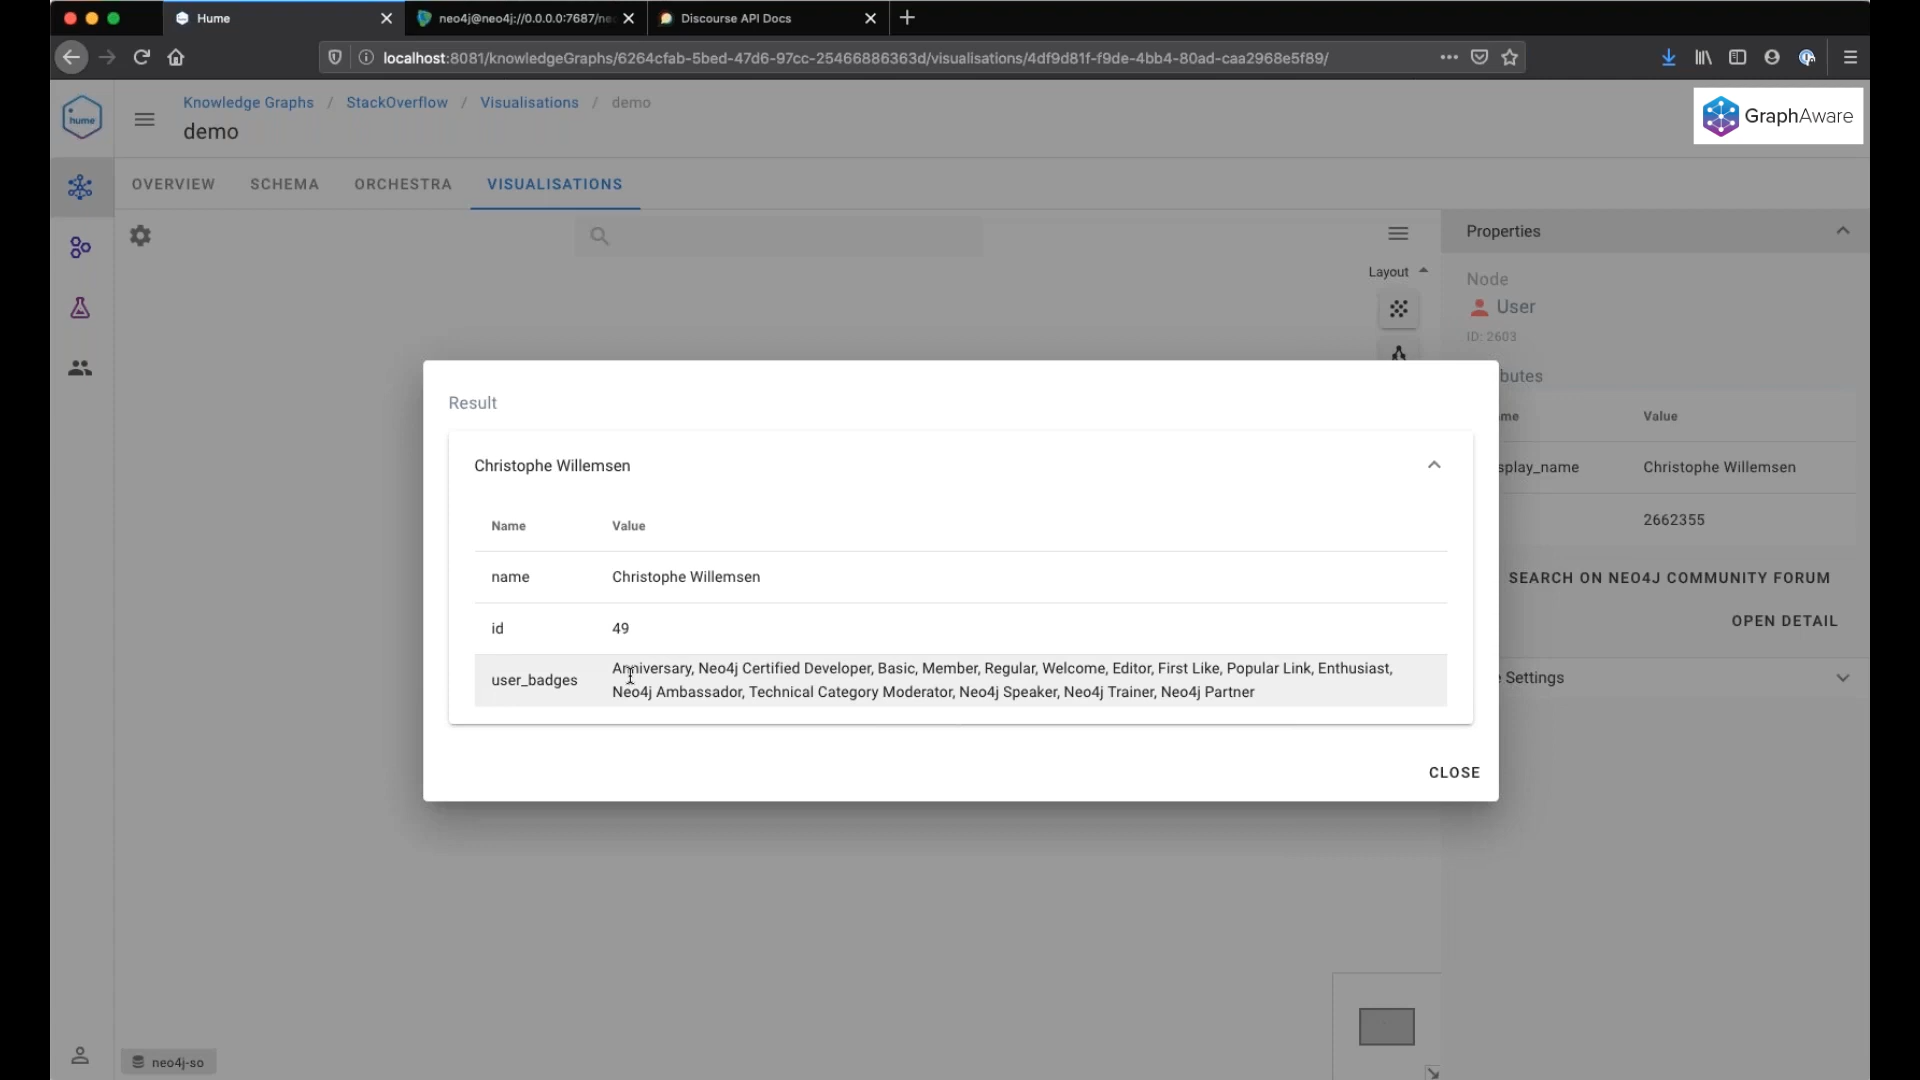 Home
neo4j@neo4j://0.0.0.0:7687/ne
Discourse API Docs
localhost:8081/knowledgeGraphs/6264cfab-5bed-47d6-97cc-25466886363d/visualisations/4df9d81f-f9de-4bb4-80ad-caa2968e5f89/
hume
Knowledge Graphs / StackOverflow / Visualisations / demo
demo
GraphAware
OVERVIEW SCHEMA ORCHESTRA VISUALISATIONS
Properties
Layout
Node
User
ID: 2603
butes
me Value
splay_name Christophe Willemsen
2662355
SEARCH ON NEO4J COMMUNITY FORUM
OPEN DETAIL
Settings
Result
Christophe Willemsen
Name Value
name Christophe Willemsen
id 49
user_badges Anniversary, Neo4j Certified Developer, Basic, Member, Regular, Welcome, Editor, First Like, Popular Link, Enthusiast,
Neo4j Ambassador, Technical Category Moderator, Neo4j Speaker, Neo4j Trainer, Neo4j Partner
CLOSE
neo4j-so